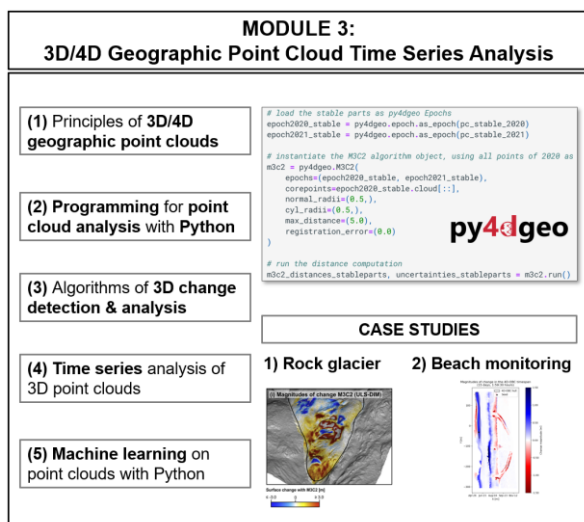 MODULE 3:
3D/4D Geographic Point Cloud Time Series Analysis
(1) Principles of 3D/4D
geographic point clouds
(2) Programming for point
cloud analysis with Python
(3) Algorithms of 3D change
detection & analysis
(4) Time series analysis of
3D point clouds
(5) Machine learning on
point clouds with Python
# load the stable parts as py4dgeo Epochs
epoch2020_stable = py4dgeo.epoch.as_epoch(pc_stable_2020)
epoch2021_stable = py4dgeo.epoch.as_epoch(pc_stable_2021)
# instantiate the M3C2 algorithm object, using all points of 2020 as
m3c2 = py4dgeo.M3C2(
epochs=(epoch2020_stable, epoch2021_stable),
corepoints=epoch2020_stable.cloud[::],
normal_radii=(0.5,),
cyl_radii=(0.5,),
max_distance=(5.0),
registration_error=(0.0)
)
# run the distance computation
m3c2_distances_stableparts, uncertainties_stableparts = m3c2.run()
py4dgeo
CASE STUDIES
1) Rock glacier
2) Beach monitoring
Magnitudes of change M3C2 (ULS-DIM)
Surface change with M3C2 [m]